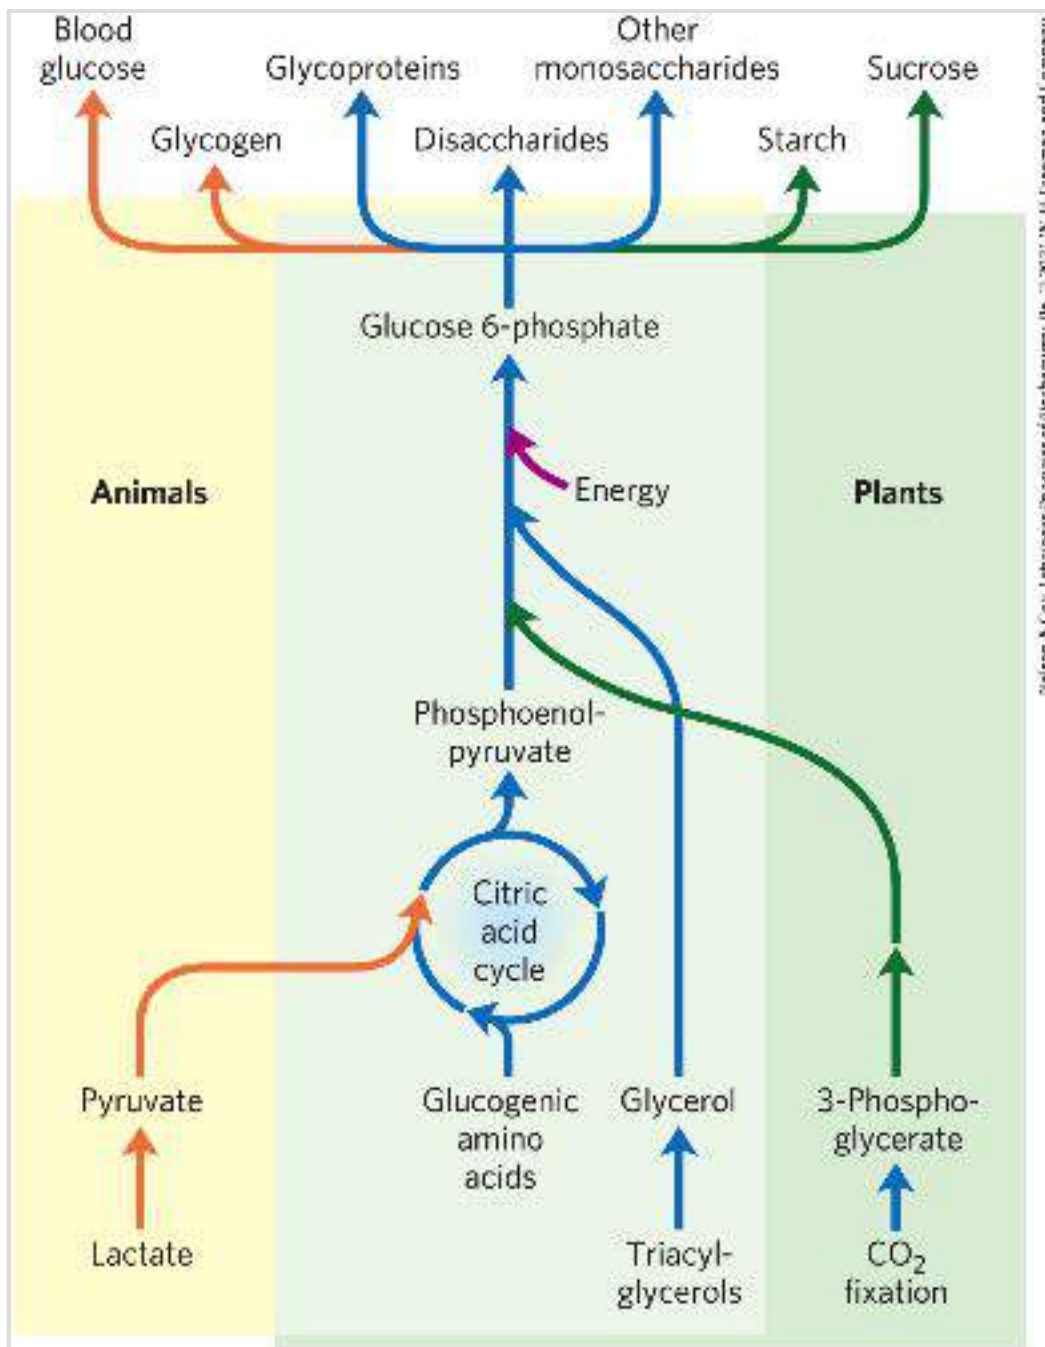 Blood
glucose
Glycoproteins
Other
monosaccharides
Sucrose
Glycogen
Disaccharides
Starch
Glucose 6-phosphate
Animals
Energy
Plants
Phosphoenol-
pyruvate
Citric
acid
cycle
Pyruvate
Glucogenic
amino
acids
Glycerol
3-Phospho-
glycerate
Lactate
Triacyl-
glycerols
CO₂
fixation